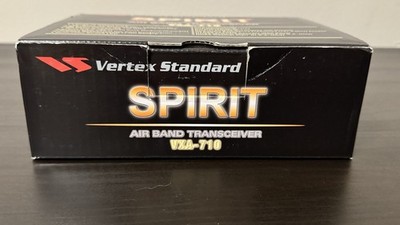 Vertex Standard
SPIRIT
AIR BAND TRANSCEIVER
VXA-710